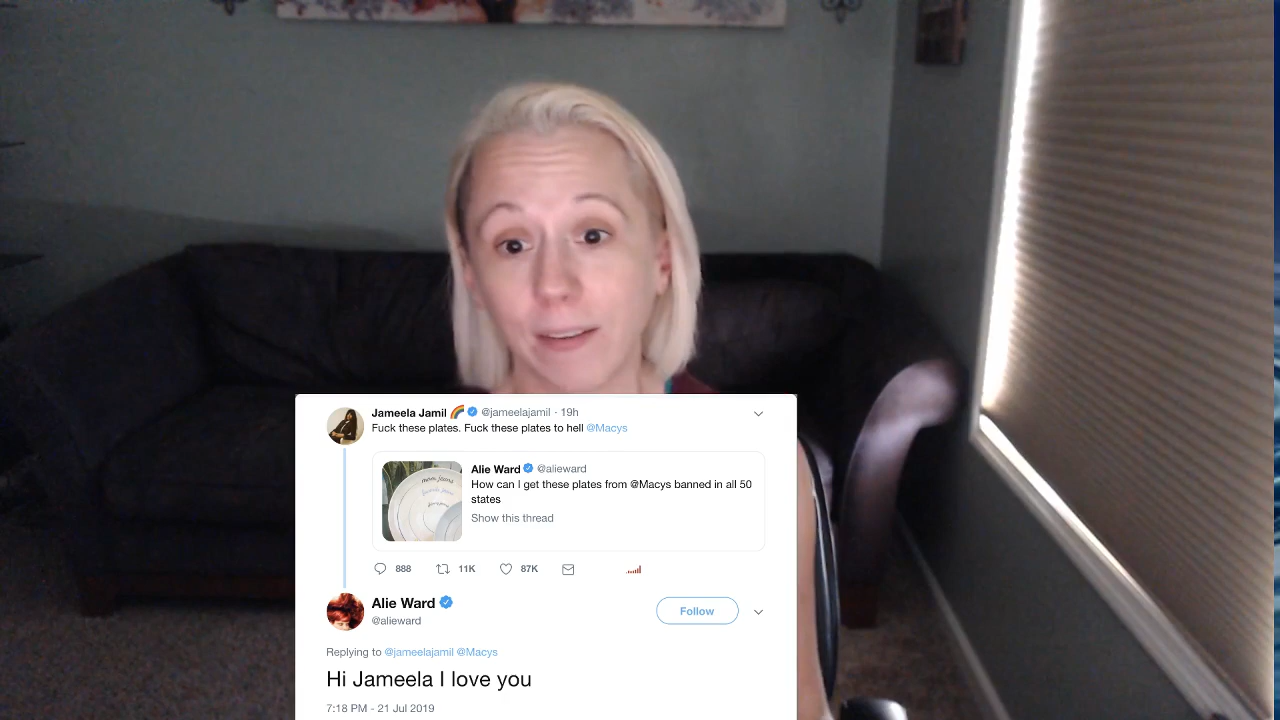 Jameela Jamil 🌈 @jameelajamil · 19h
Fuck these plates. Fuck these plates to hell @Macys
Alie Ward @alieward
How can I get these plates from @Macys banned in all 50
states
Show this thread
mom jeans
888 11K 87K
Alie Ward
@alieward
Follow
Replying to @jameelajamil @Macys
Hi Jameela I love you
7:18 PM - 21 Jul 2019